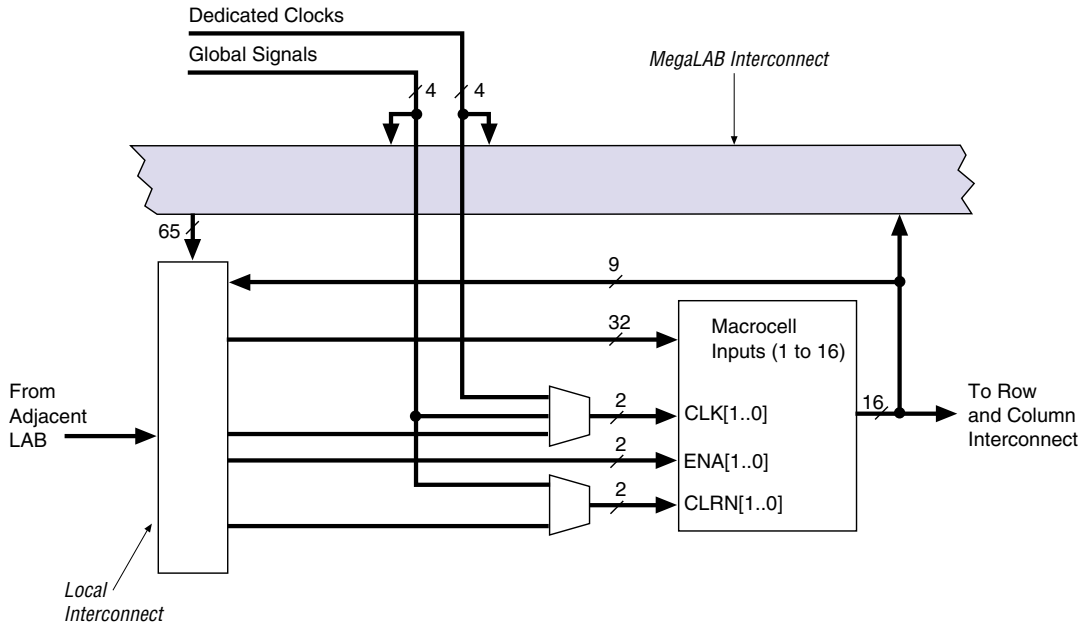 Dedicated Clocks
Global Signals
MegaLAB Interconnect
4
4
65
9
32
Macrocell
Inputs (1 to 16)
From
Adjacent
LAB
2
CLK[1..0]
16
To Row
and Column
Interconnect
2
ENA[1..0]
2
CLRN[1..0]
Local
Interconnect